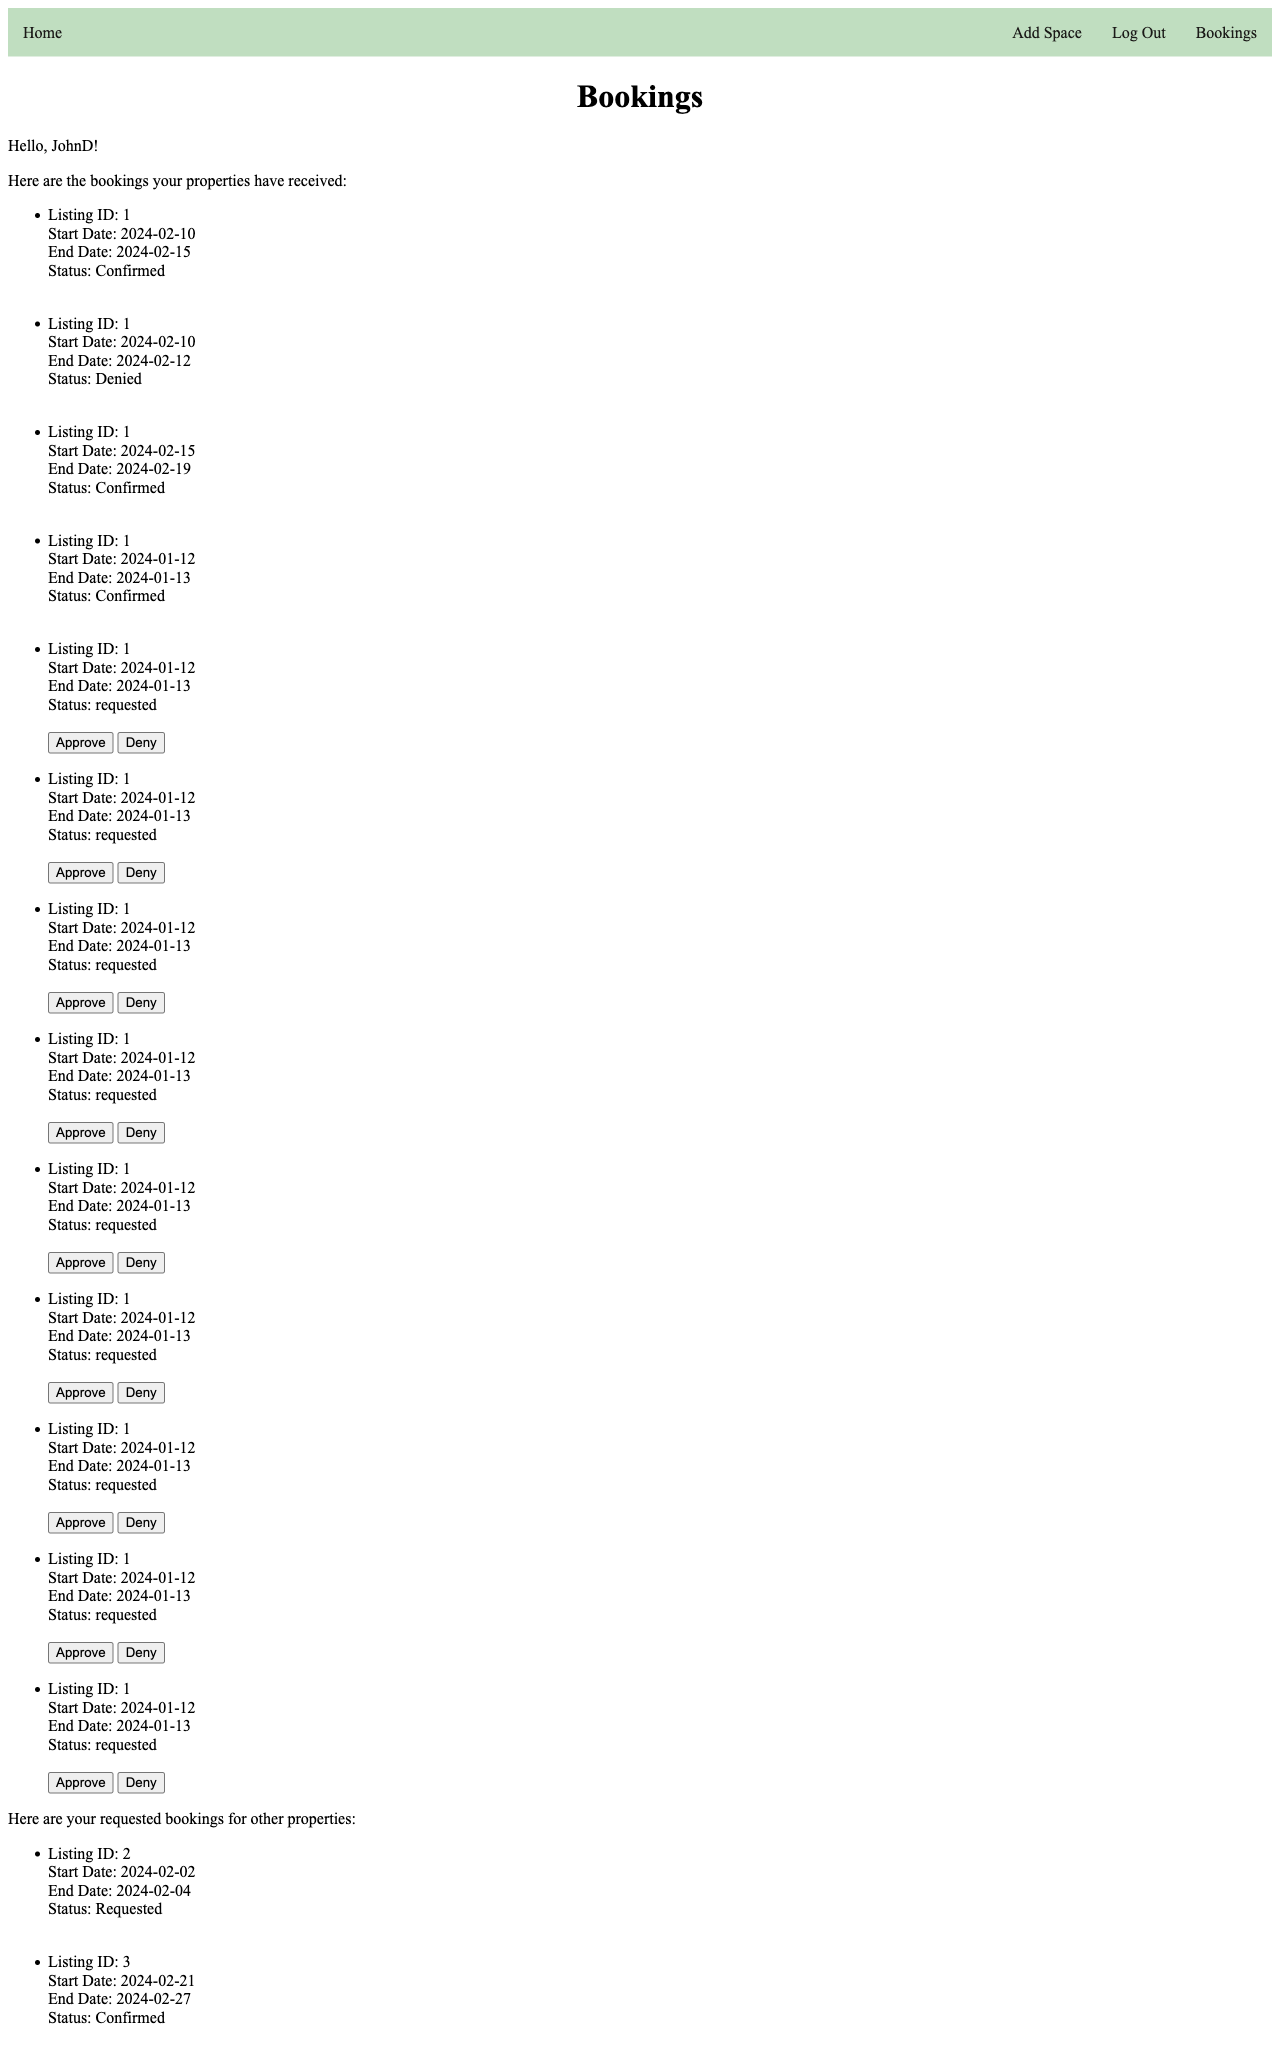 Home Add Space Log Out Bookings
Bookings
Hello, JohnD!
Here are the bookings your properties have received:
Listing ID: 1
Start Date: 2024-02-10
End Date: 2024-02-15
Status: Confirmed
Listing ID: 1
Start Date: 2024-02-10
End Date: 2024-02-12
Status: Denied
Listing ID: 1
Start Date: 2024-02-15
End Date: 2024-02-19
Status: Confirmed
Listing ID: 1
Start Date: 2024-01-12
End Date: 2024-01-13
Status: Confirmed
Listing ID: 1
Start Date: 2024-01-12
End Date: 2024-01-13
Status: requested
Approve Deny
Listing ID: 1
Start Date: 2024-01-12
End Date: 2024-01-13
Status: requested
Approve Deny
Listing ID: 1
Start Date: 2024-01-12
End Date: 2024-01-13
Status: requested
Approve Deny
Listing ID: 1
Start Date: 2024-01-12
End Date: 2024-01-13
Status: requested
Approve Deny
Listing ID: 1
Start Date: 2024-01-12
End Date: 2024-01-13
Status: requested
Approve Deny
Listing ID: 1
Start Date: 2024-01-12
End Date: 2024-01-13
Status: requested
Approve Deny
Listing ID: 1
Start Date: 2024-01-12
End Date: 2024-01-13
Status: requested
Approve Deny
Listing ID: 1
Start Date: 2024-01-12
End Date: 2024-01-13
Status: requested
Approve Deny
Listing ID: 1
Start Date: 2024-01-12
End Date: 2024-01-13
Status: requested
Approve Deny
Here are your requested bookings for other properties:
Listing ID: 2
Start Date: 2024-02-02
End Date: 2024-02-04
Status: Requested
Listing ID: 3
Start Date: 2024-02-21
End Date: 2024-02-27
Status: Confirmed